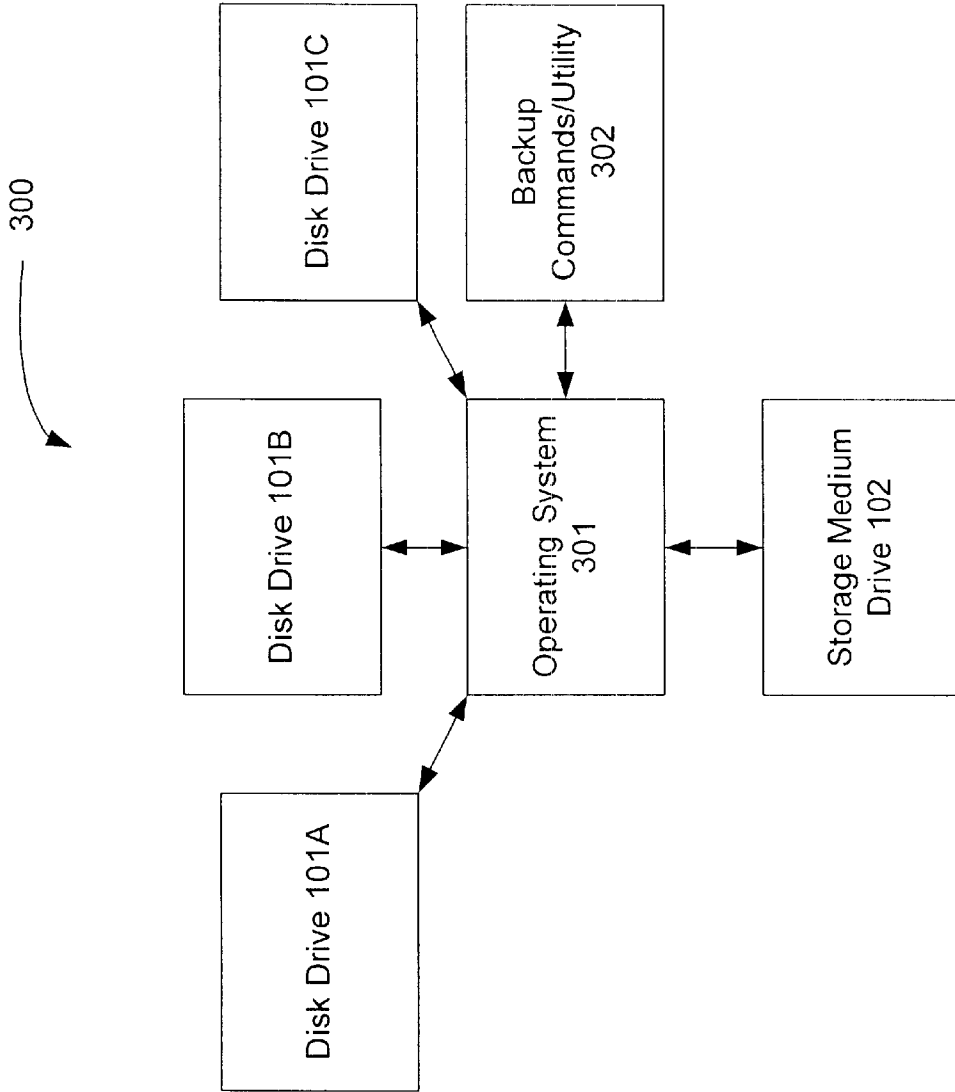 300
Disk Drive 101A
Disk Drive 101B
Disk Drive 101C
Operating System
301
Backup
Commands/Utility
302
Storage Medium
Drive 102